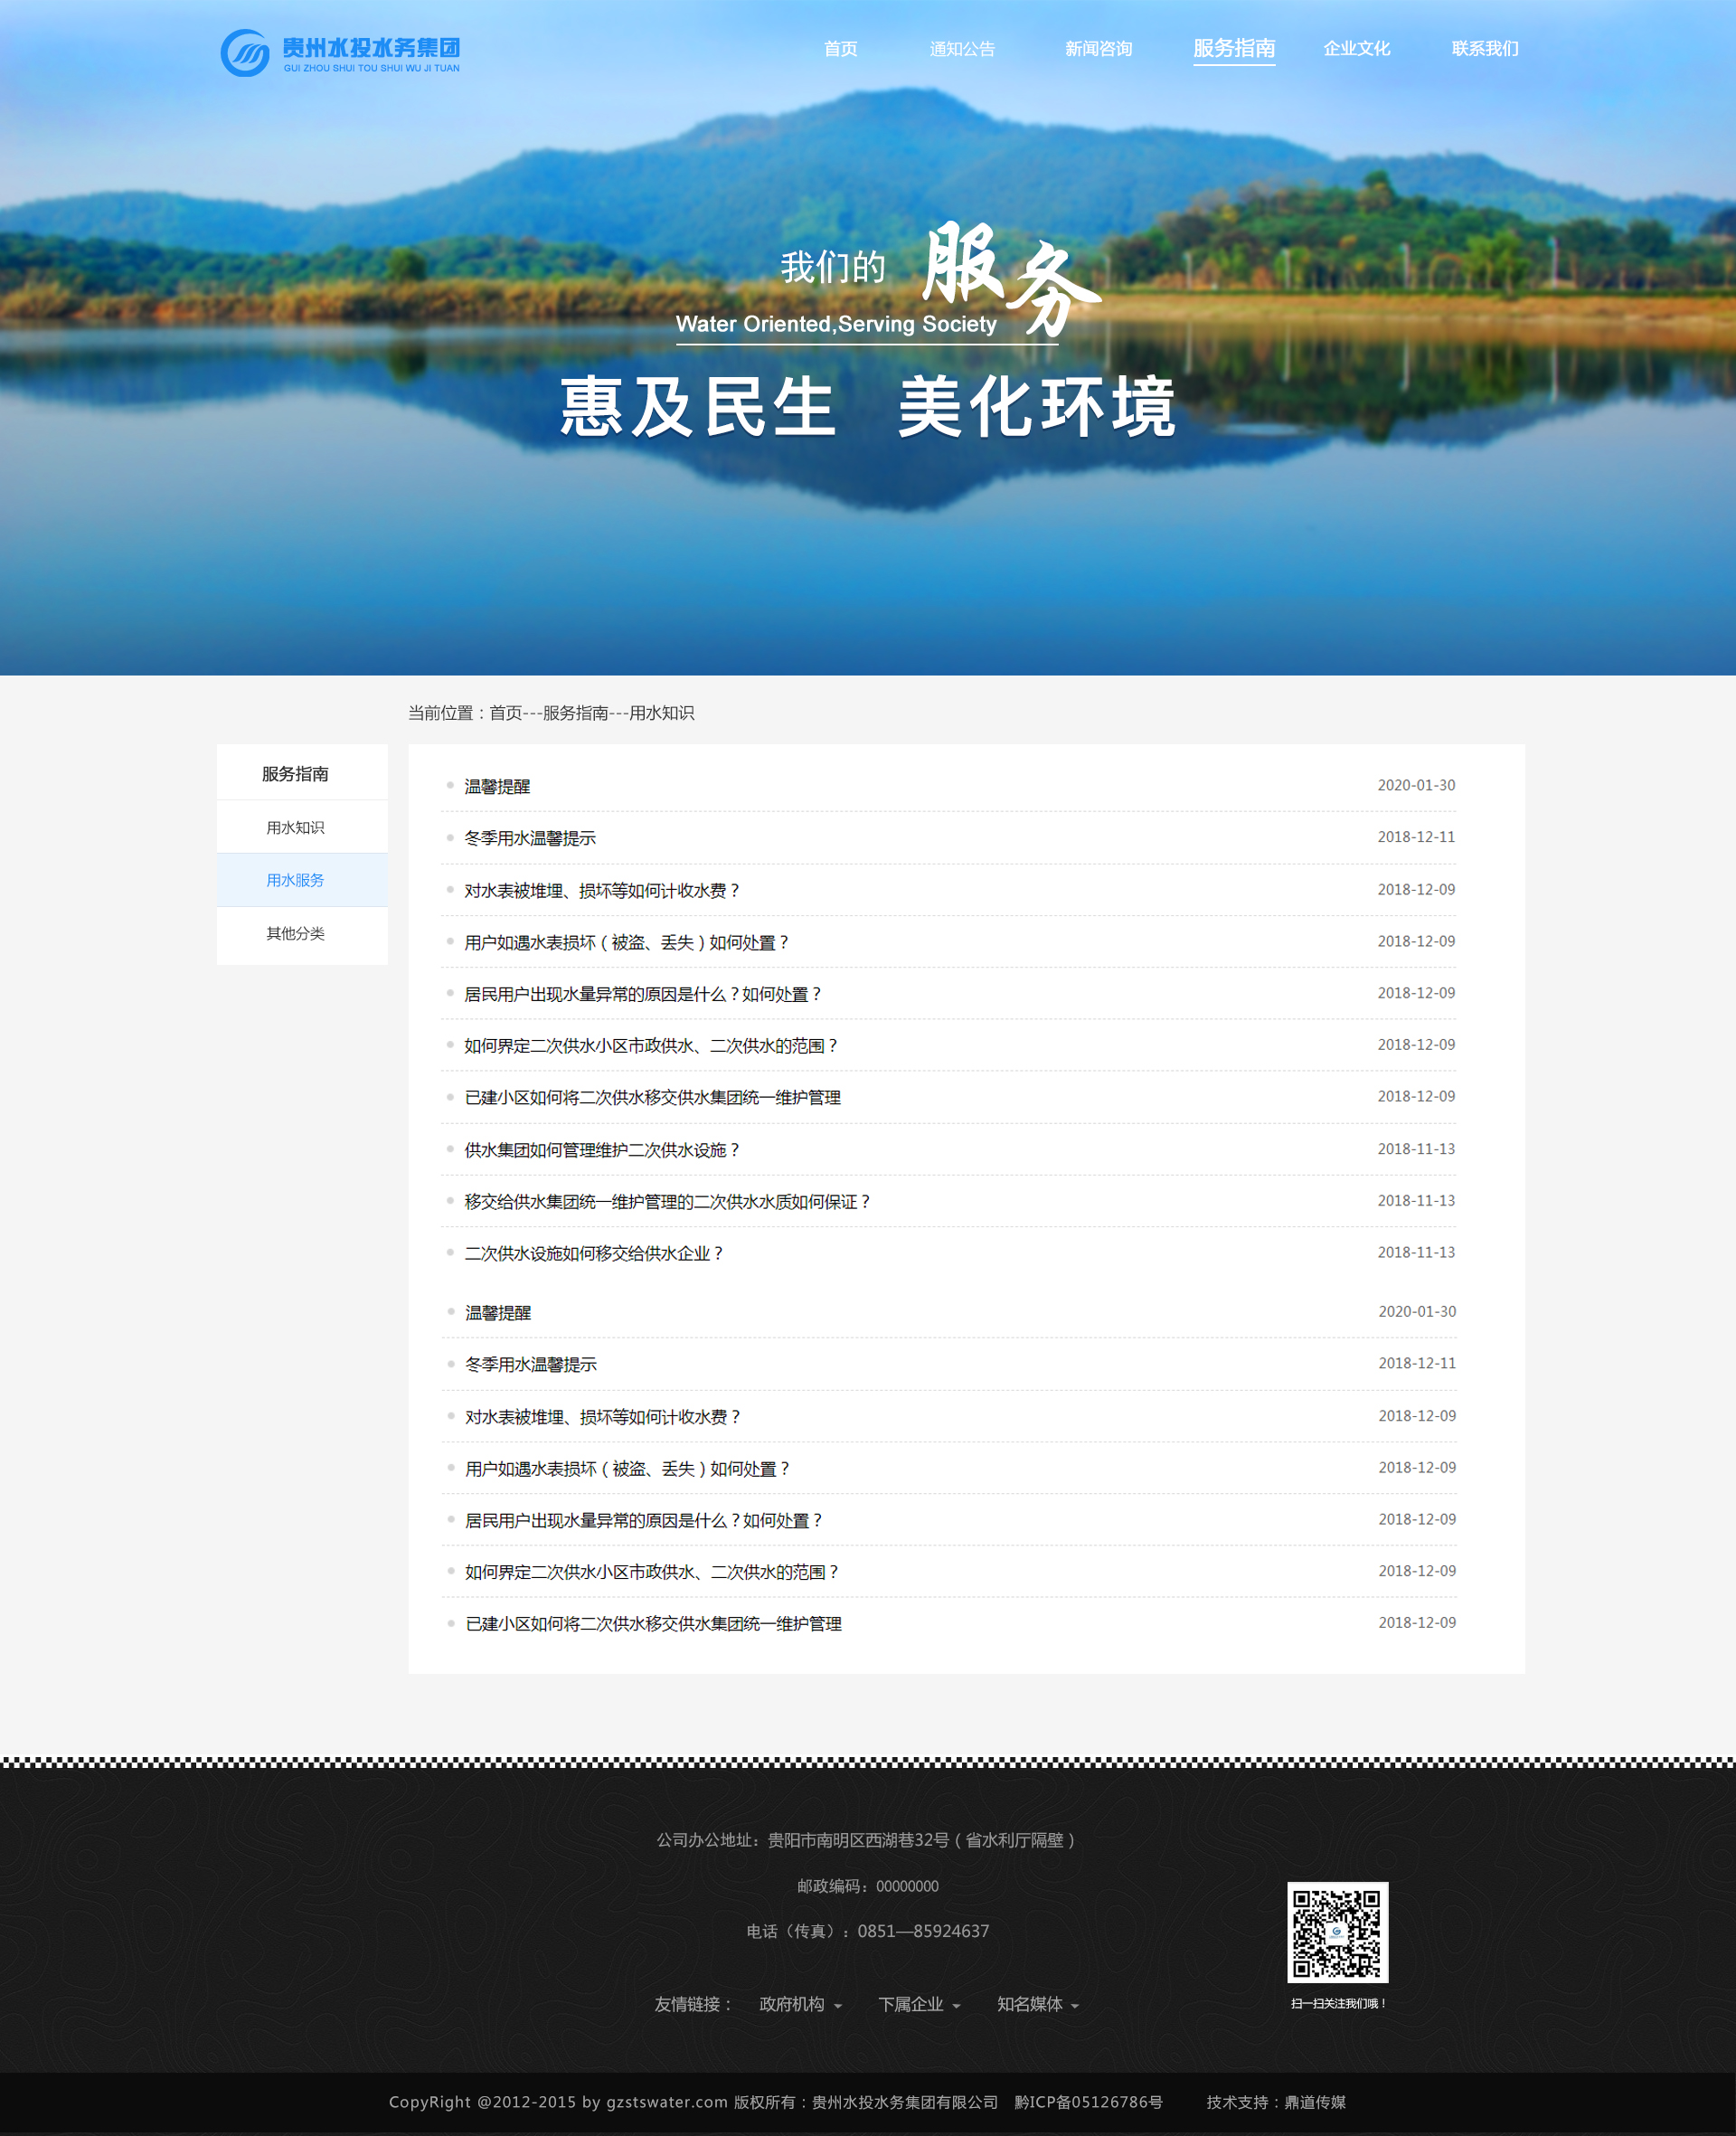 贵州水投水务集团
GUI ZHOU SHUI TOU SHUI WU JI TUAN
首页 通知公告 新闻咨询 服务指南 企业文化 联系我们
我们的 服务
Water Oriented,Serving Society
惠及民生 美化环境
当前位置：首页---服务指南---用水知识
服务指南
用水知识
用水服务
其他分类
温馨提醒 2020-01-30
冬季用水温馨提示 2018-12-11
对水表被堆埋、损坏等如何计收水费？ 2018-12-09
用户如遇水表损坏（被盗、丢失）如何处置？ 2018-12-09
居民用户出现水量异常的原因是什么？如何处置？ 2018-12-09
如何界定二次供水小区市政供水、二次供水的范围？ 2018-12-09
已建小区如何将二次供水移交供水集团统一维护管理 2018-12-09
供水集团如何管理维护二次供水设施？ 2018-11-13
移交给供水集团统一维护管理的二次供水水质如何保证？ 2018-11-13
二次供水设施如何移交给供水企业？ 2018-11-13
温馨提醒 2020-01-30
冬季用水温馨提示 2018-12-11
对水表被堆埋、损坏等如何计收水费？ 2018-12-09
用户如遇水表损坏（被盗、丢失）如何处置？ 2018-12-09
居民用户出现水量异常的原因是什么？如何处置？ 2018-12-09
如何界定二次供水小区市政供水、二次供水的范围？ 2018-12-09
已建小区如何将二次供水移交供水集团统一维护管理 2018-12-09
公司办公地址：贵阳市南明区西湖巷32号（省水利厅隔壁）
邮政编码：00000000
电话（传真）：0851—85924637
友情链接： 政府机构 下属企业 知名媒体
扫一扫关注我们哦！
CopyRight @2012-2015 by gzstswater.com 版权所有：贵州水投水务集团有限公司 黔ICP备05126786号 技术支持：鼎道传媒